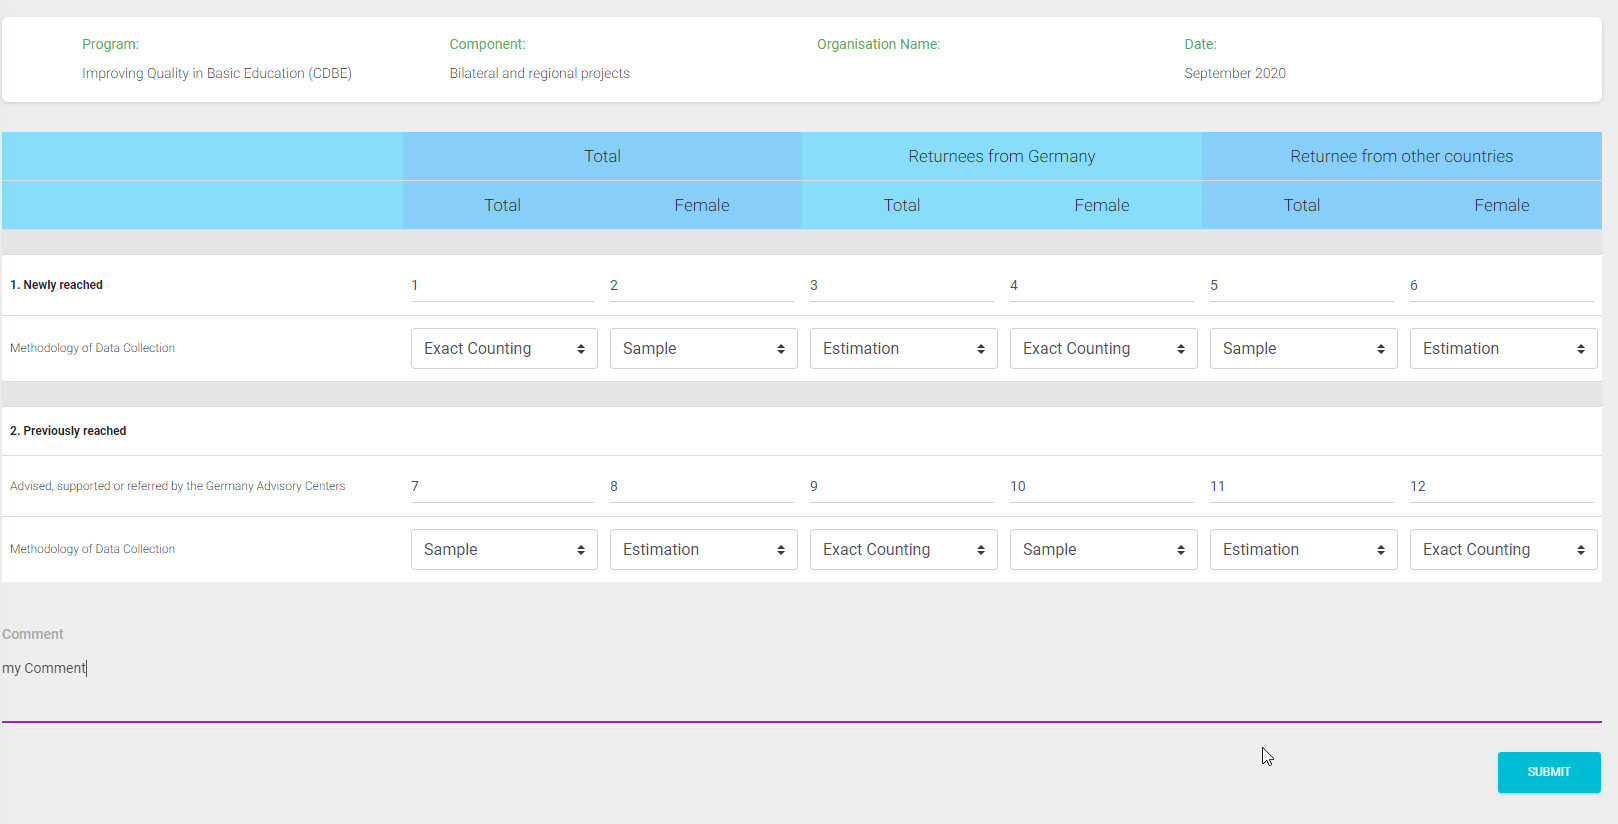 Program: Component: Organisation Name: Date:
Improving Quality in Basic Education (CDBE) Bilateral and regional projects September 2020
Total Returnees from Germany Returnee from other countries
Total Female Total Female Total Female
1. Newly reached 1 2 3 4 5 6
Methodology of Data Collection Exact Counting Sample Estimation Exact Counting Sample Estimation
2. Previously reached
Advised, supported or referred by the Germany Advisory Centers 7 8 9 10 11 12
Methodology of Data Collection Sample Estimation Exact Counting Sample Estimation Exact Counting
Comment
my Comment
SUBMIT